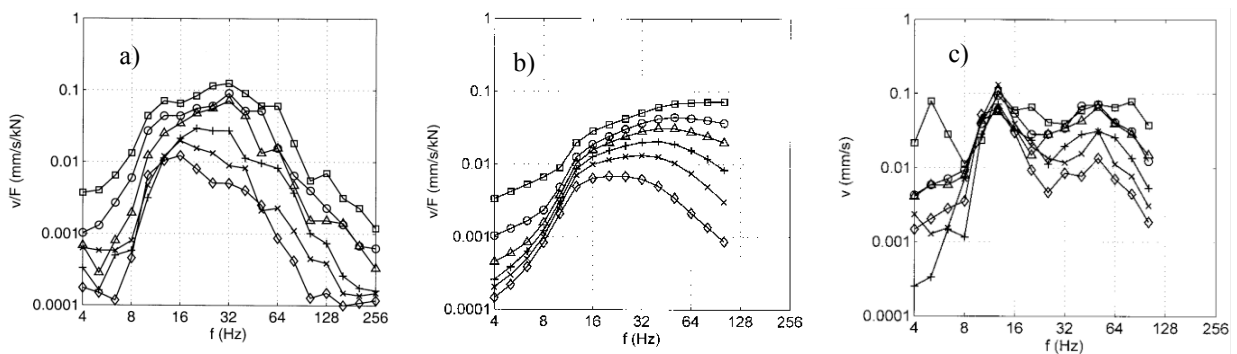 a)
1
0.1
0.01
0.001
0.0001
v/F (mm/s/kN)
4 8 16 32 64 128 256
f (Hz)
b)
1
0.1
0.01
0.001
0.0001
v/F (mm/s/kN)
4 8 16 32 64 128 256
f (Hz)
c)
1
0.1
0.01
0.001
0.0001
v (mm/s)
4 8 16 32 64 128 256
f (Hz)